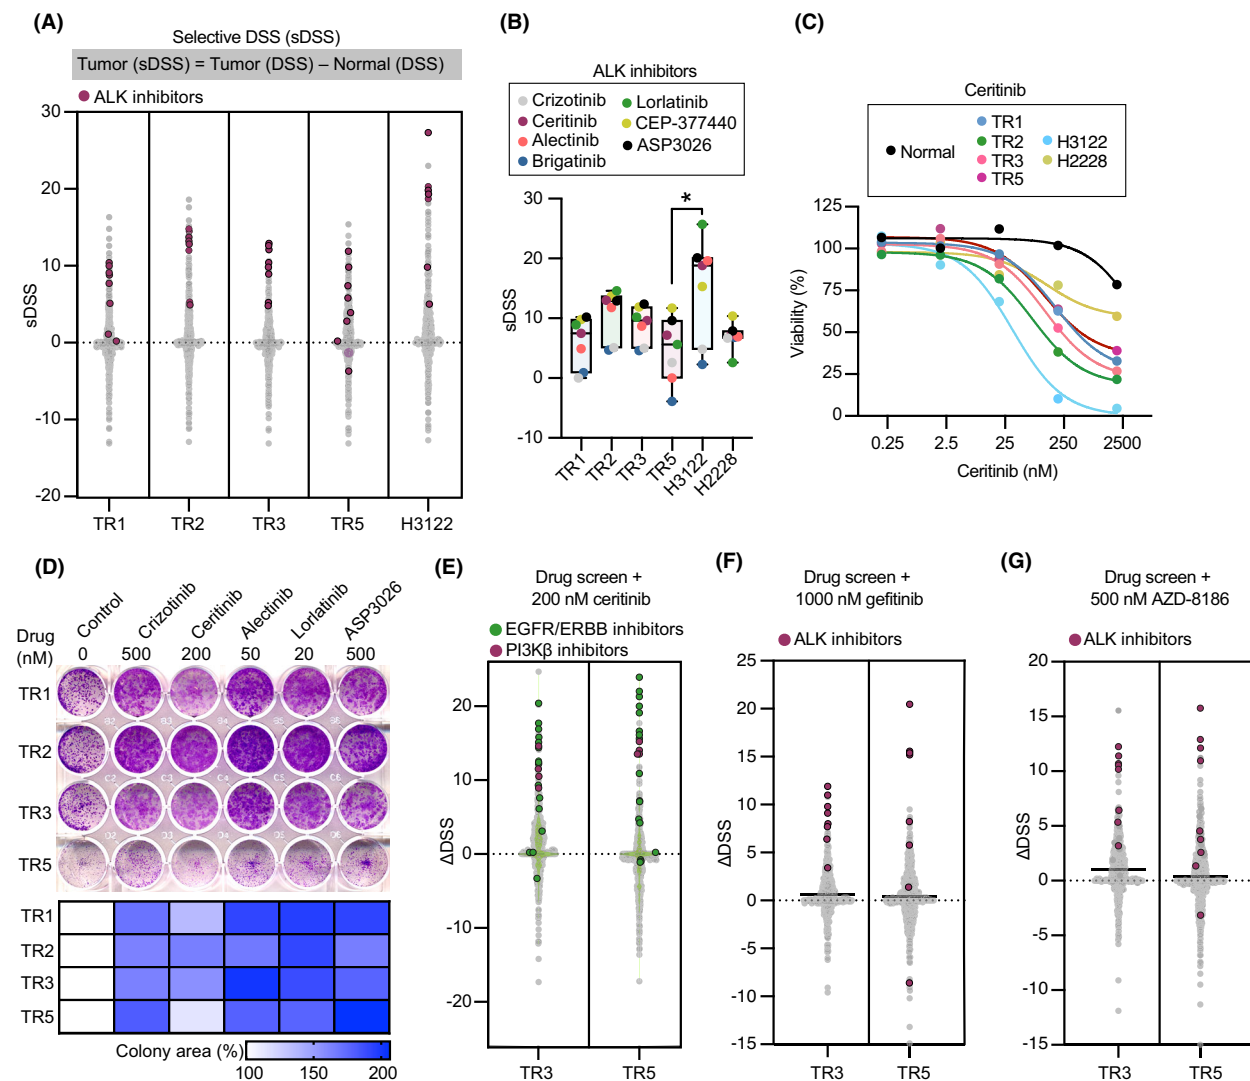 (A)
Selective DSS (sDSS)
Tumor (sDSS) = Tumor (DSS) – Normal (DSS)
ALK inhibitors
30
20
10
0
-10
-20
sDSS
TR1
TR2
TR3
TR5
H3122
(B)
ALK inhibitors
Crizotinib
Ceritinib
Alectinib
Brigatinib
Lorlatinib
CEP-377440
ASP3026
*
30
20
10
0
-10
sDSS
TR1
TR2
TR3
TR5
H3122
H2228
(C)
Ceritinib
Normal
TR1
TR2
TR3
TR5
H3122
H2228
125
100
75
50
25
0
Viability (%)
0.25
2.5
25
250
2500
Ceritinib (nM)
(D)
Drug
(nM)
Control
Crizotinib
Ceritinib
Alectinib
Lorlatinib
ASP3026
0
500
200
50
20
500
TR1
TR2
TR3
TR5
TR1
TR2
TR3
TR5
Colony area (%)
100
150
200
(E)
Drug screen +
200 nM ceritinib
EGFR/ERBB inhibitors
PI3Kβ inhibitors
20
10
0
-10
-20
ΔDSS
TR3
TR5
(F)
Drug screen +
1000 nM gefitinib
ALK inhibitors
25
20
15
10
5
0
-5
-10
-15
ΔDSS
TR3
TR5
(G)
Drug screen +
500 nM AZD-8186
ALK inhibitors
20
15
10
5
0
-5
-10
-15
ΔDSS
TR3
TR5